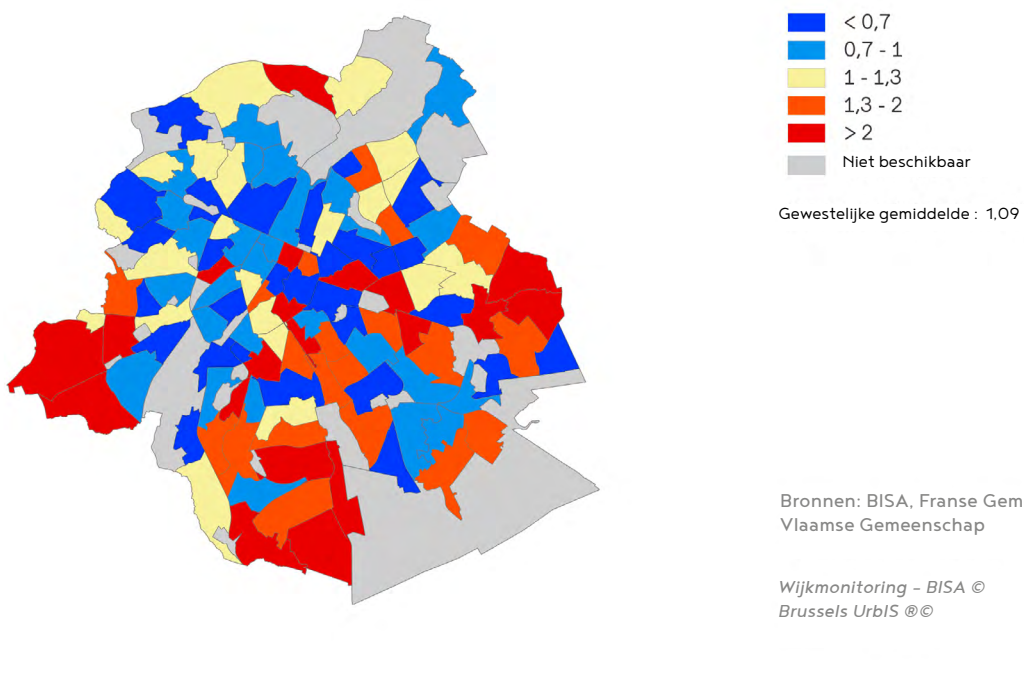 < 0,7
0,7 - 1
1 - 1,3
1,3 - 2
> 2
Niet beschikbaar
Gewestelijke gemiddelde : 1,09
Bronnen: BISA, Franse Gem
Vlaamse Gemeenschap
Wijkmonitoring - BISA ©
Brussels UrbIS ®©